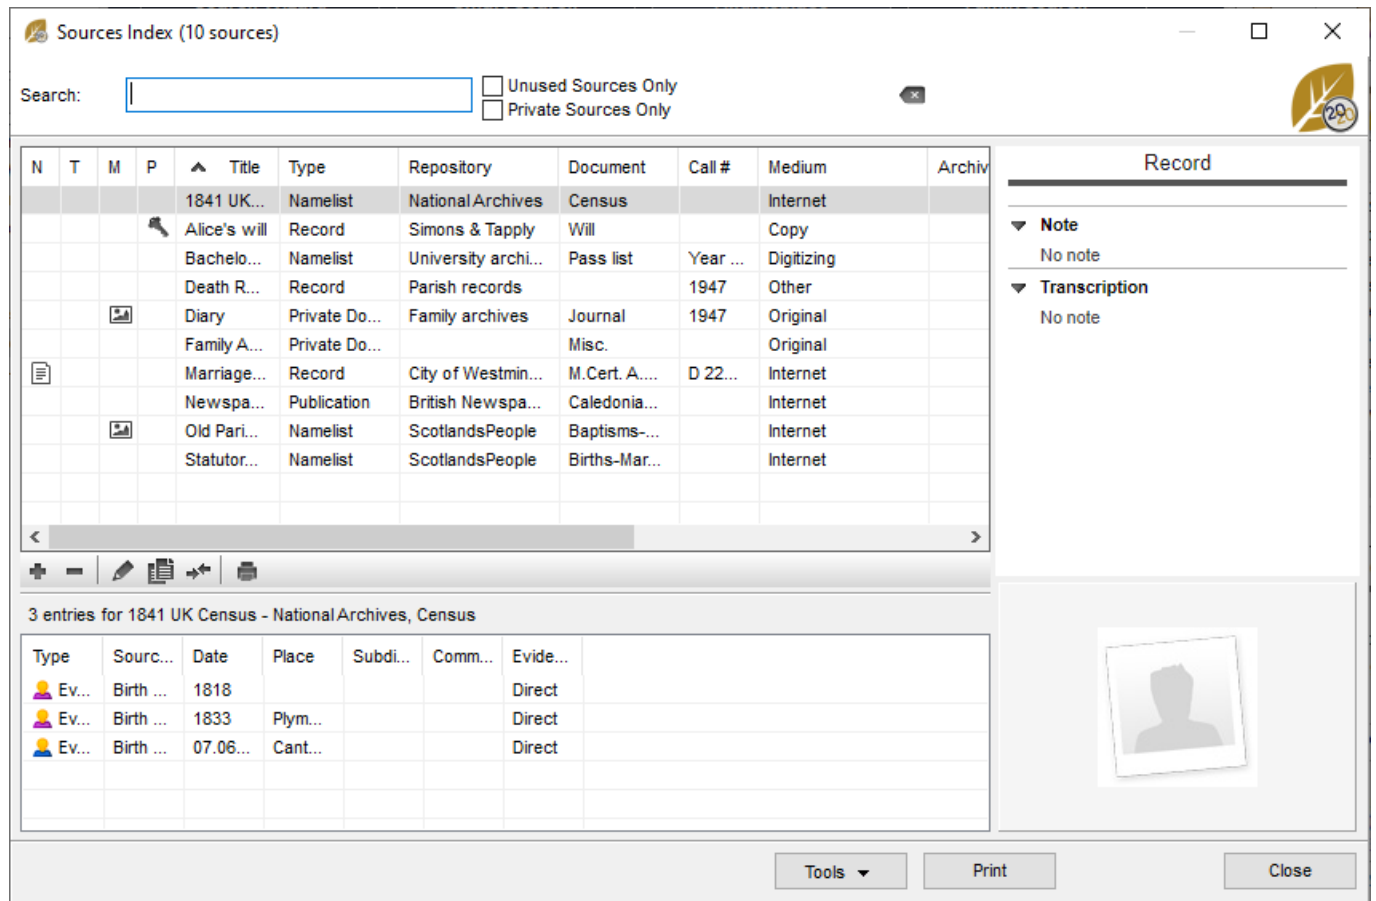 Sources Index (10 sources)
Search:
Unused Sources Only
Private Sources Only
2020
N T M P Title Type Repository Document Call # Medium Archiv
1841 UK... Namelist National Archives Census Internet
Alice's will Record Simons & Tapply Will Copy
Bachelo... Namelist University archi... Pass list Year ... Digitizing
Death R... Record Parish records 1947 Other
Diary Private Do... Family archives Journal 1947 Original
Family A... Private Do... Misc. Original
Marriage... Record City of Westmin... M.Cert. A.... D 22... Internet
Newspa... Publication British Newspa... Caledonia... Internet
Old Pari... Namelist ScotlandsPeople Baptisms-... Internet
Statutor... Namelist ScotlandsPeople Births-Mar... Internet
Record
Note
No note
Transcription
No note
3 entries for 1841 UK Census - National Archives, Census
Type Sourc... Date Place Subdi... Comm... Evide...
Ev... Birth ... 1818 Direct
Ev... Birth ... 1833 Plym... Direct
Ev... Birth ... 07.06... Cant... Direct
Tools Print Close